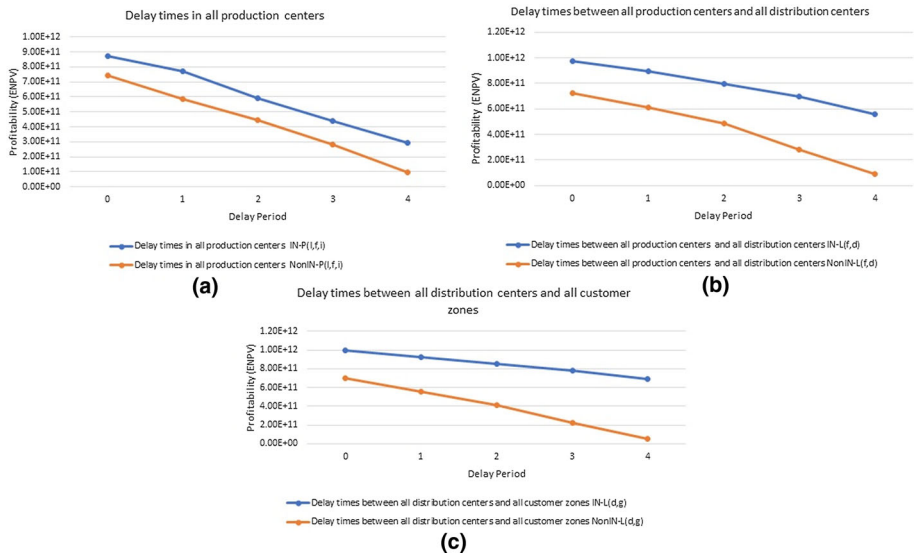 Delay times in all production centers
Profitability (ENPV)
1.00E+12
9.00E+11
8.00E+11
7.00E+11
6.00E+11
5.00E+11
4.00E+11
3.00E+11
2.00E+11
1.00E+11
0.00E+00
0 1 2 3 4
Delay Period
Delay times in all production centers IN-P(l,f,i)
Delay times in all production centers NonIN-P(l,f,i)
(a)
Delay times between all production centers and all distribution centers
Profitability (ENPV)
1.20E+12
1.00E+12
8.00E+11
6.00E+11
4.00E+11
2.00E+11
0.00E+00
0 1 2 3 4
Delay Period
Delay times between all production centers and all distribution centers IN-L(f,d)
Delay times between all production centers and all distribution centers NonIN-L(f,d)
(b)
Delay times between all distribution centers and all customer
zones
Profitability (ENPV)
1.20E+12
1.00E+12
8.00E+11
6.00E+11
4.00E+11
2.00E+11
0.00E+00
0 1 2 3 4
Delay Period
Delay times between all distribution centers and all customer zones IN-L(d,g)
Delay times between all distribution centers and all customer zones NonIN-L(d,g)
(c)